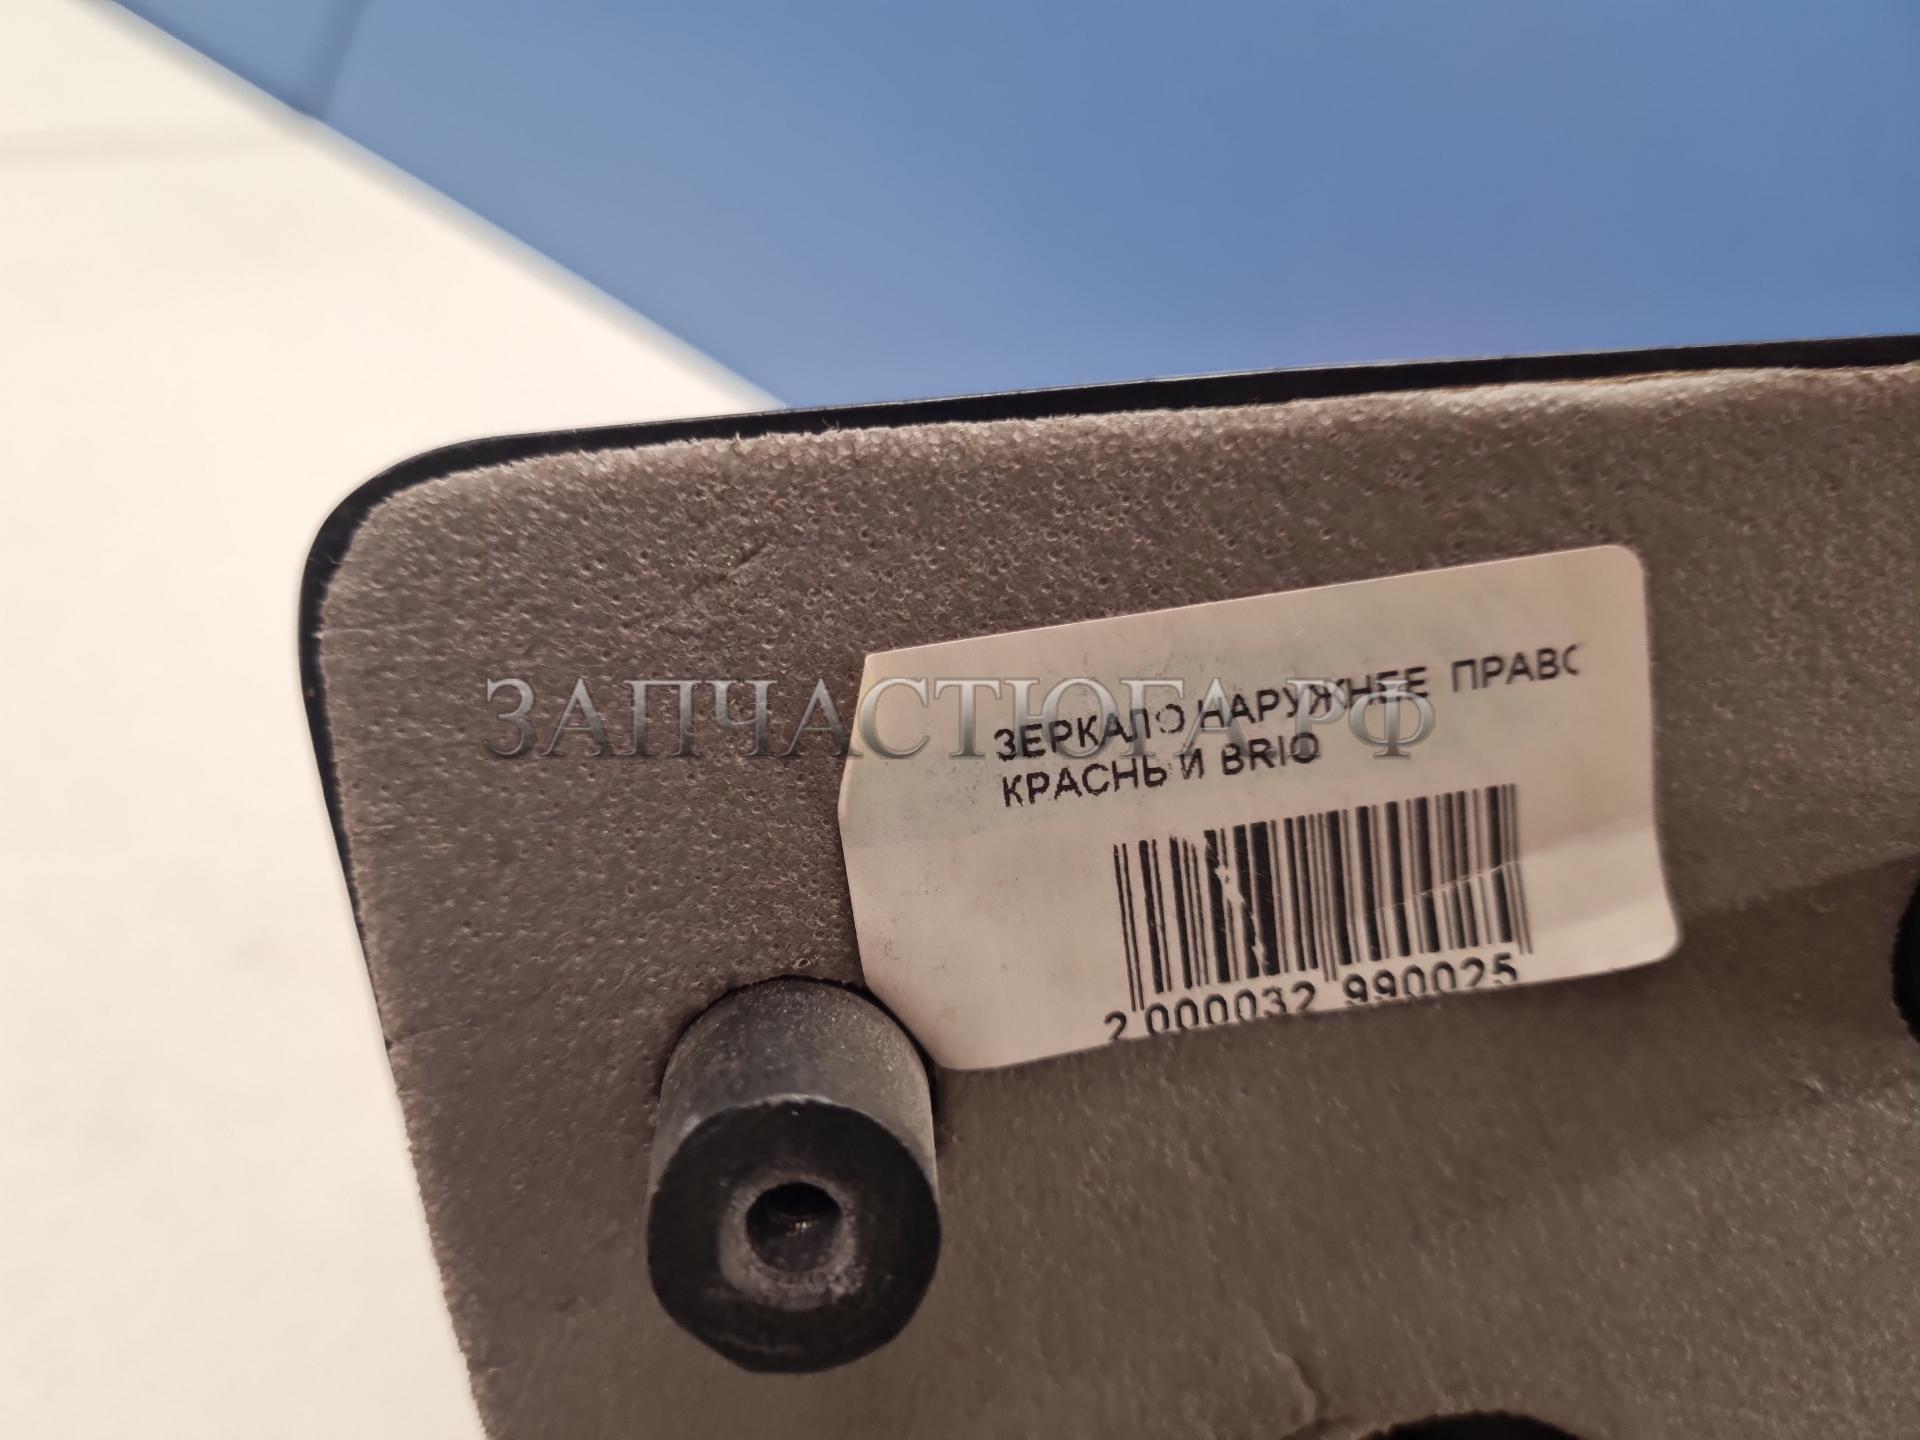 ЗАПЧАСТЮГА.РФ
ЗЕРКАЛО НАРУЖНЕЕ ПРАВО
КРАСНЫЙ BRIO
2 000032 990025